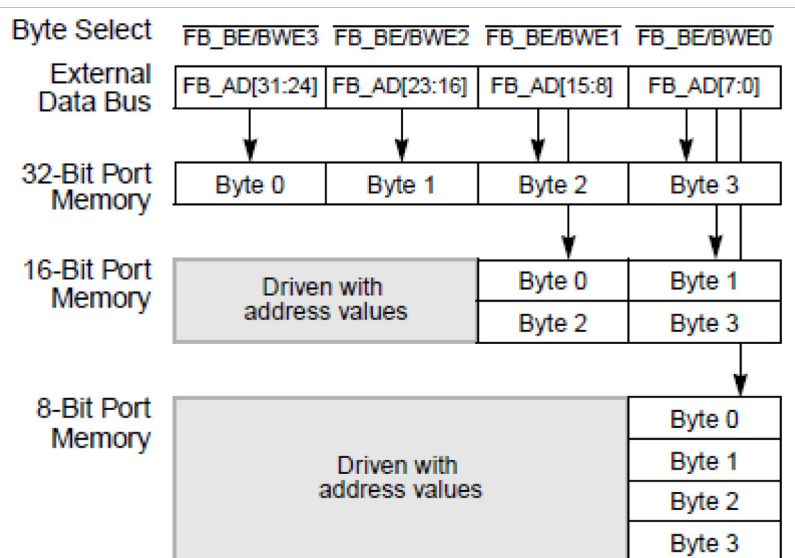 Byte Select FB_BE/BWE3 FB_BE/BWE2 FB_BE/BWE1 FB_BE/BWE0
External
Data Bus
FB_AD[31:24] FB_AD[23:16] FB_AD[15:8] FB_AD[7:0]
32-Bit Port
Memory
Byte 0 Byte 1 Byte 2 Byte 3
16-Bit Port
Memory
Driven with
address values
Byte 0 Byte 1
Byte 2 Byte 3
8-Bit Port
Memory
Driven with
address values
Byte 0
Byte 1
Byte 2
Byte 3